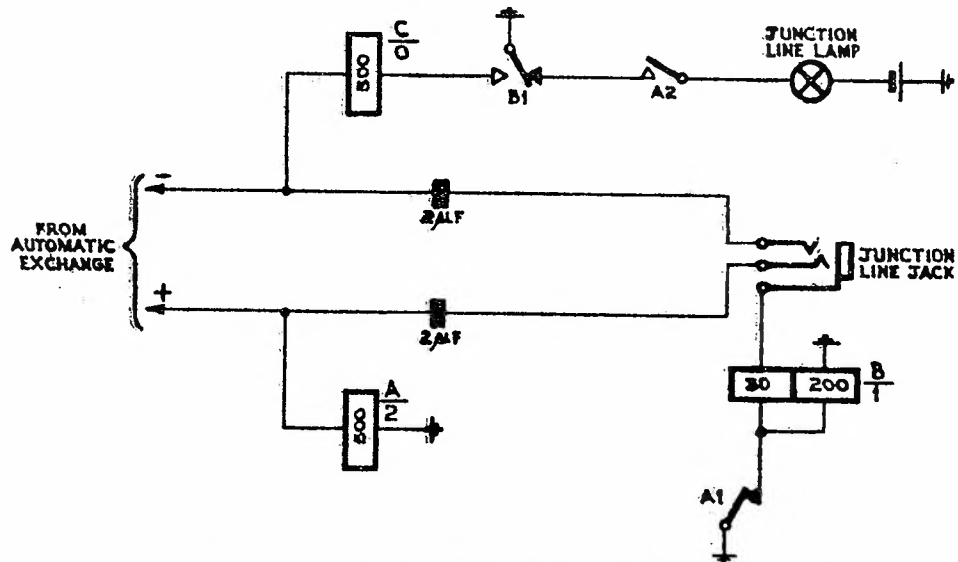 C
O
500
B1
A2
JUNCTION
LINE LAMP
-
2μF
FROM
AUTOMATIC
EXCHANGE
+
2μF
JUNCTION
LINE JACK
A
2
500
30
200
B
1
A1